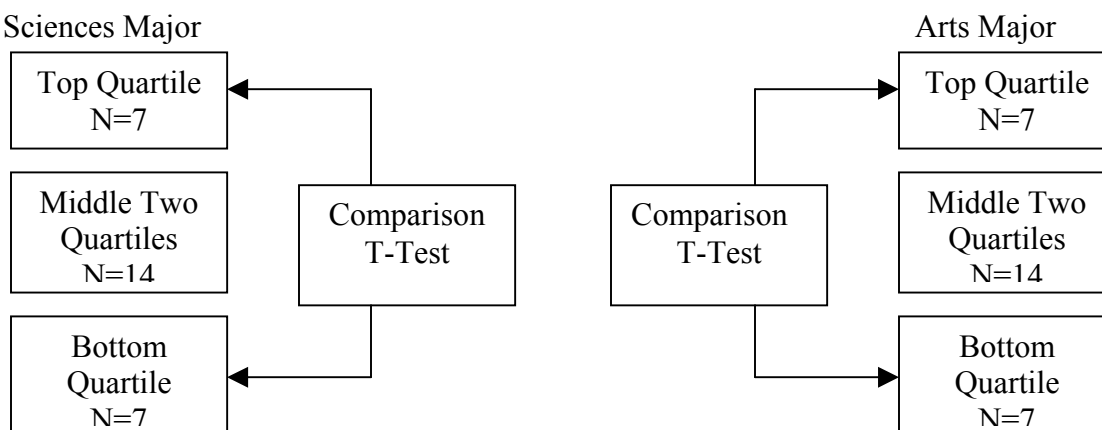 Sciences Major
Top Quartile
N=7
Middle Two
Quartiles
N=14
Bottom
Quartile
N=7
Comparison
T-Test
Comparison
T-Test
Arts Major
Top Quartile
N=7
Middle Two
Quartiles
N=14
Bottom
Quartile
N=7